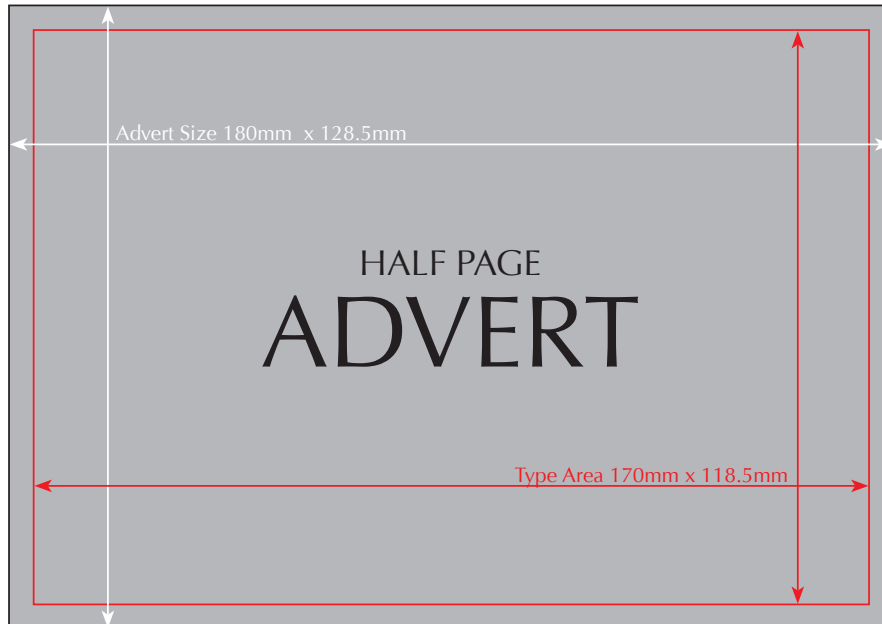 Advert Size 180mm  x 128.5mm
HALF PAGE
ADVERT
Type Area 170mm x 118.5mm